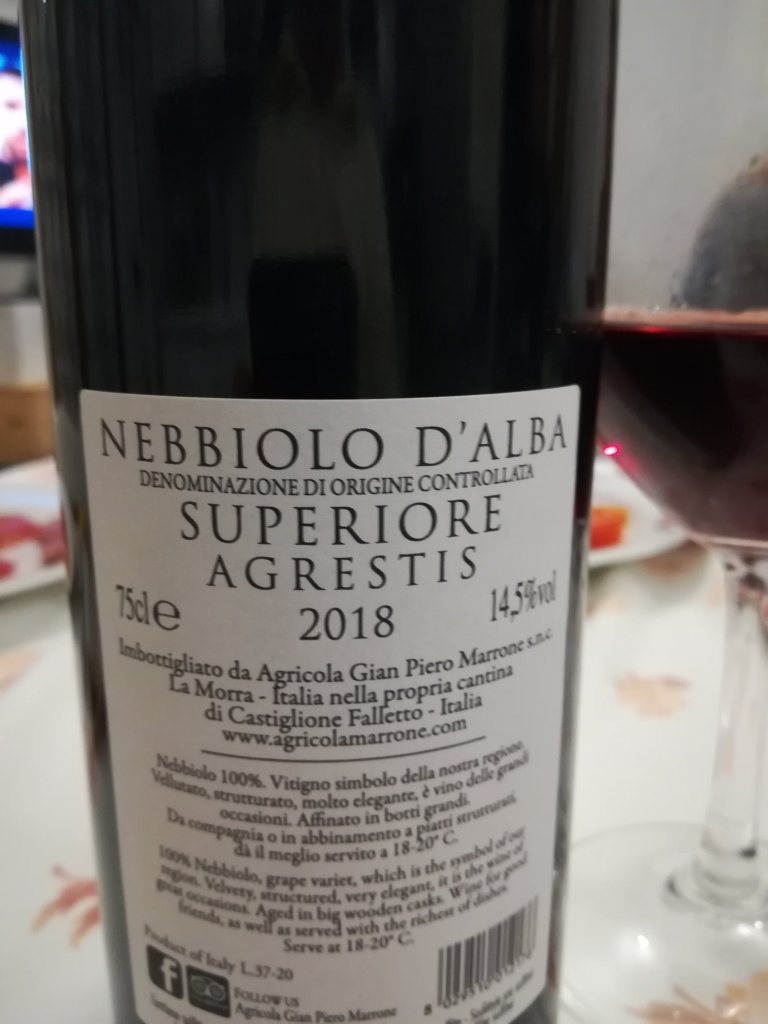 NEBBIOLO D'ALBA
DENOMINAZIONE DI ORIGINE CONTROLLATA
SUPERIORE
AGRESTIS
75cl e 2018 14,5% vol
Imbottigliato da Agricola Gian Piero Marrone s.n.c.
La Morra - Italia nella propria cantina
di Castiglione Falletto - Italia
www.agricolamarrone.com
Nebbiolo 100%. Vitigno simbolo della nostra regione.
Vellutato, strutturato, molto elegante, è vino delle grandi
occasioni. Affinato in botti grandi.
Da compagnia o in abbinamento a piatti strutturati,
dà il meglio servito a 18-20° C.
100% Nebbiolo, grape variet, which is the symbol of our
region. Velvety, structured, very elegant, it is the wine of
great occasions. Aged in big wooden casks. Wine for good
friends, as well as served with the richest of dishes.
Serve at 18-20° C.
Product of Italy L.37-20
f
FOLLOW US
Agricola Gian Piero Marrone